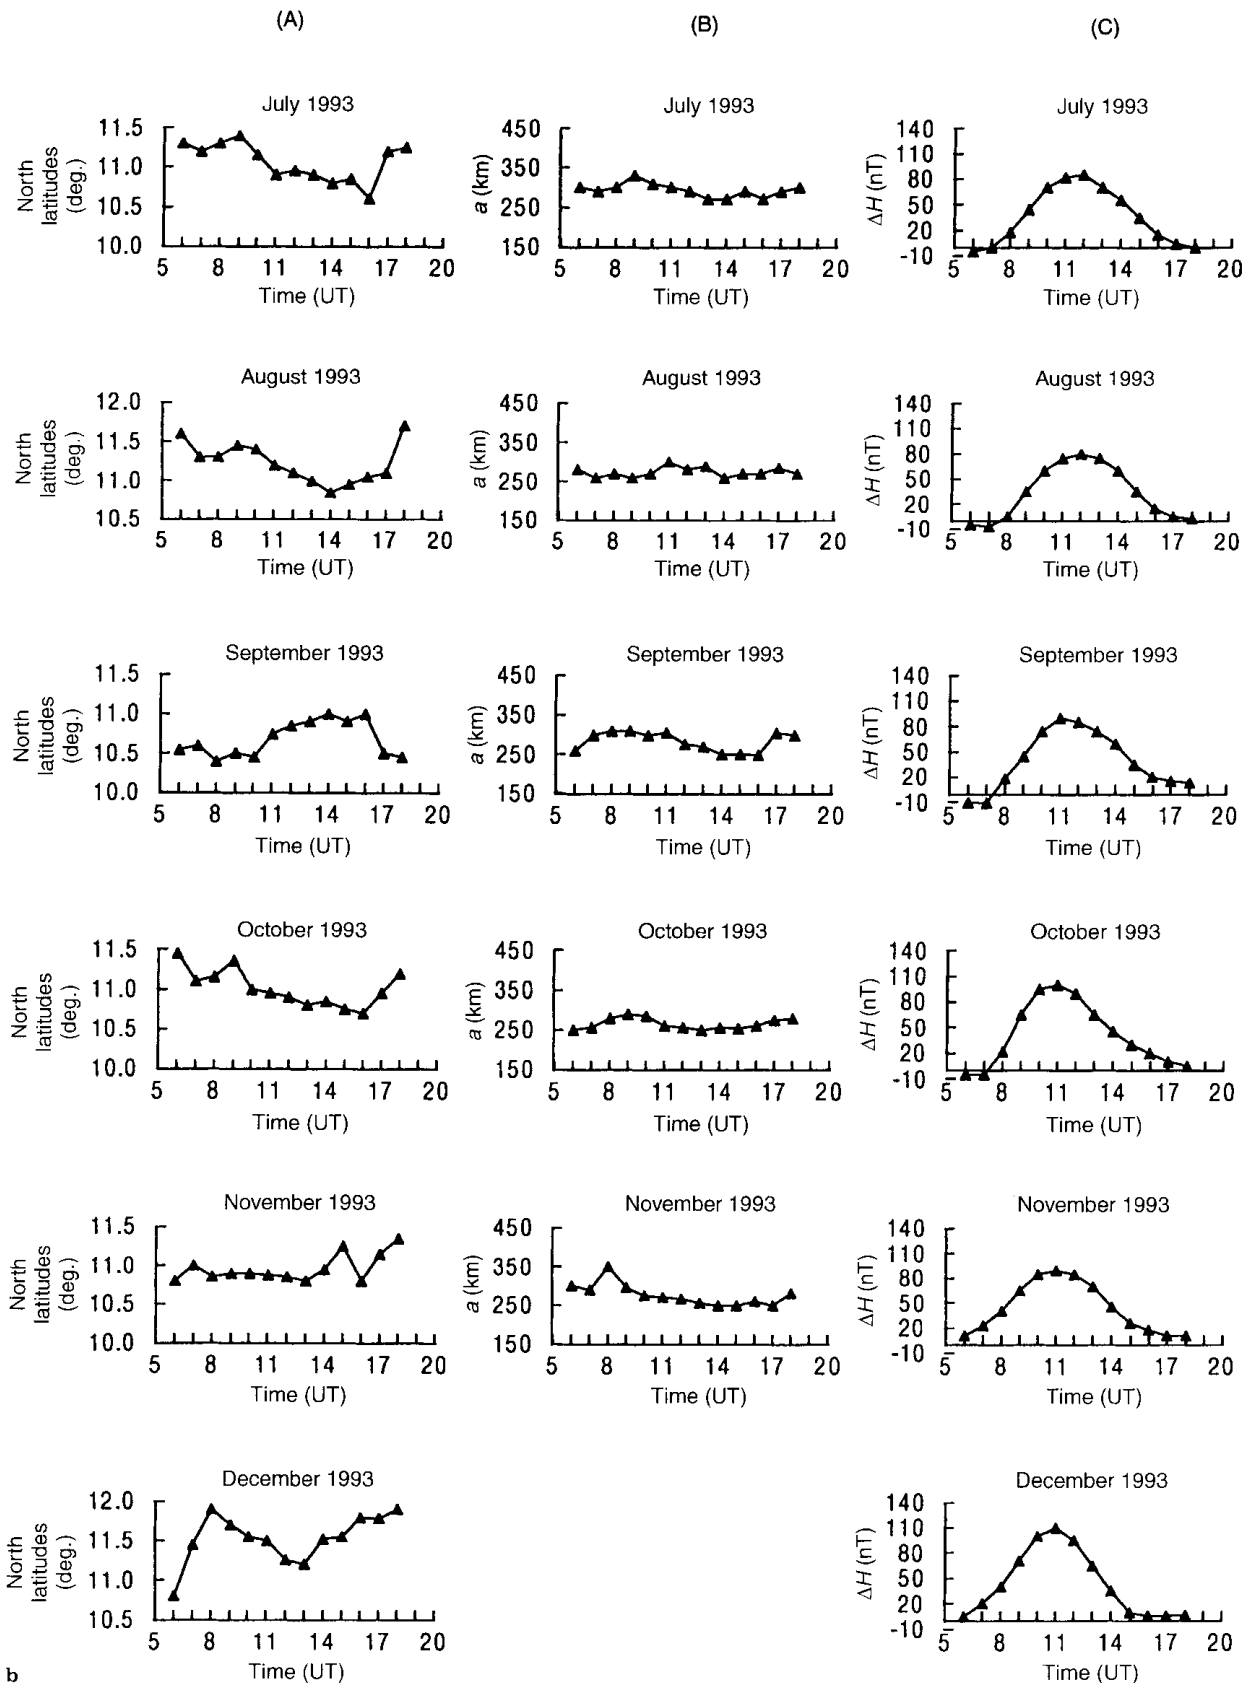 (A)
(B)
(C)
July 1993
North
latitudes
(deg.)
11.5
11.0
10.5
10.0
5 8 11 14 17 20
Time (UT)
July 1993
a (km)
450
350
250
150
5 8 11 14 17 20
Time (UT)
July 1993
ΔH (nT)
140
110
80
50
20
-10
5 8 11 14 17 20
Time (UT)
August 1993
North
latitudes
(deg.)
12.0
11.5
11.0
10.5
5 8 11 14 17 20
Time (UT)
August 1993
a (km)
450
350
250
150
5 8 11 14 17 20
Time (UT)
August 1993
ΔH (nT)
140
110
80
50
20
-10
5 8 11 14 17 20
Time (UT)
September 1993
North
latitudes
(deg.)
11.5
11.0
10.5
10.0
5 8 11 14 17 20
Time (UT)
September 1993
a (km)
450
350
250
150
5 8 11 14 17 20
Time (UT)
September 1993
ΔH (nT)
140
110
80
50
20
-10
5 8 11 14 17 20
Time (UT)
October 1993
North
latitudes
(deg.)
11.5
11.0
10.5
10.0
5 8 11 14 17 20
Time (UT)
October 1993
a (km)
450
350
250
150
5 8 11 14 17 20
Time (UT)
October 1993
ΔH (nT)
140
110
80
50
20
-10
5 8 11 14 17 20
Time (UT)
November 1993
North
latitudes
(deg.)
11.5
11.0
10.5
10.0
5 8 11 14 17 20
Time (UT)
November 1993
a (km)
450
350
250
150
5 8 11 14 17 20
Time (UT)
November 1993
ΔH (nT)
140
110
80
50
20
-10
5 8 11 14 17 20
Time (UT)
December 1993
North
latitudes
(deg.)
12.0
11.5
11.0
10.5
5 8 11 14 17 20
Time (UT)
December 1993
ΔH (nT)
140
110
80
50
20
-10
5 8 11 14 17 20
Time (UT)
b